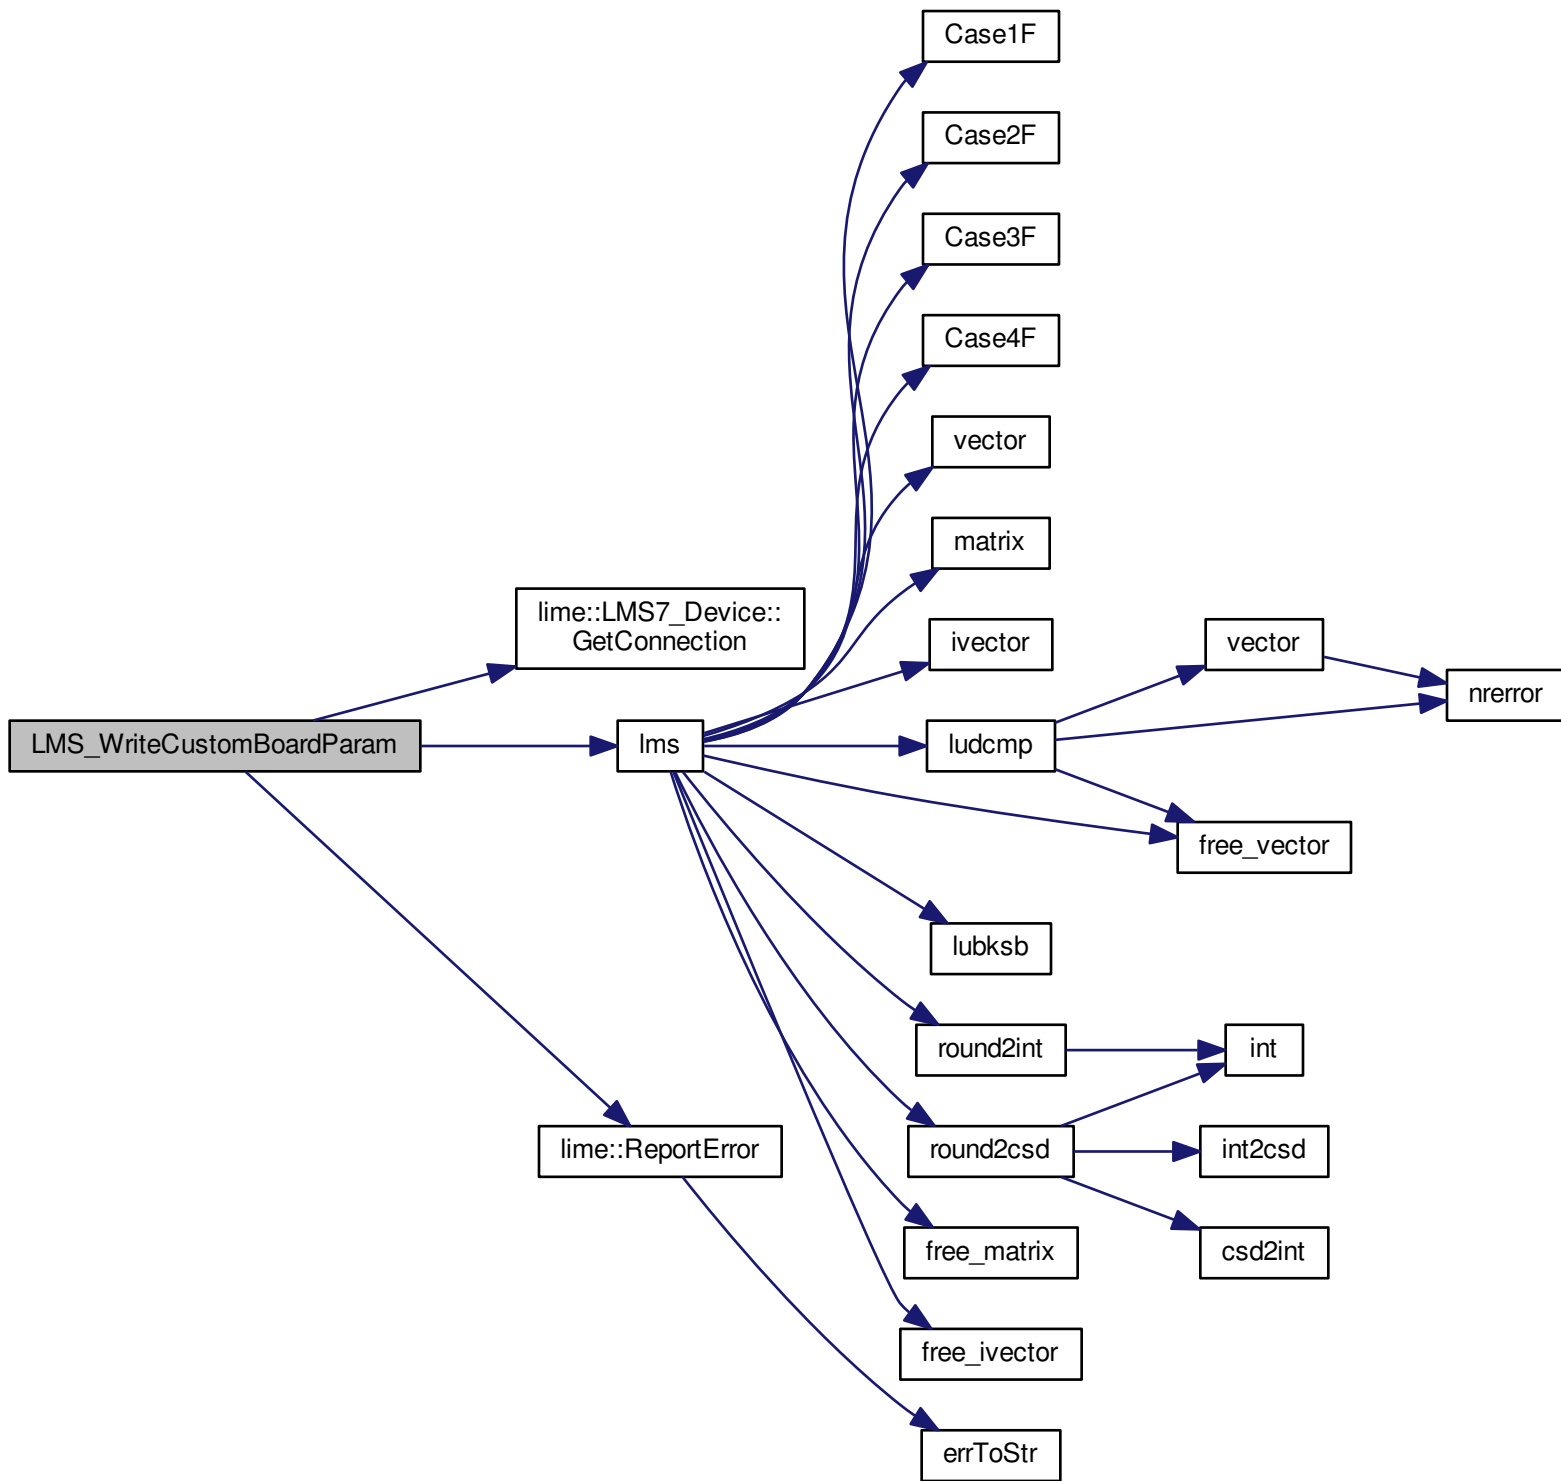 Case1F
Case2F
Case3F
Case4F
vector
matrix
lime::LMS7_Device::
GetConnection
ivector
vector
nrerror
LMS_WriteCustomBoardParam
lms
ludcmp
free_vector
lubksb
round2int
int
lime::ReportError
round2csd
int2csd
free_matrix
csd2int
free_ivector
errToStr